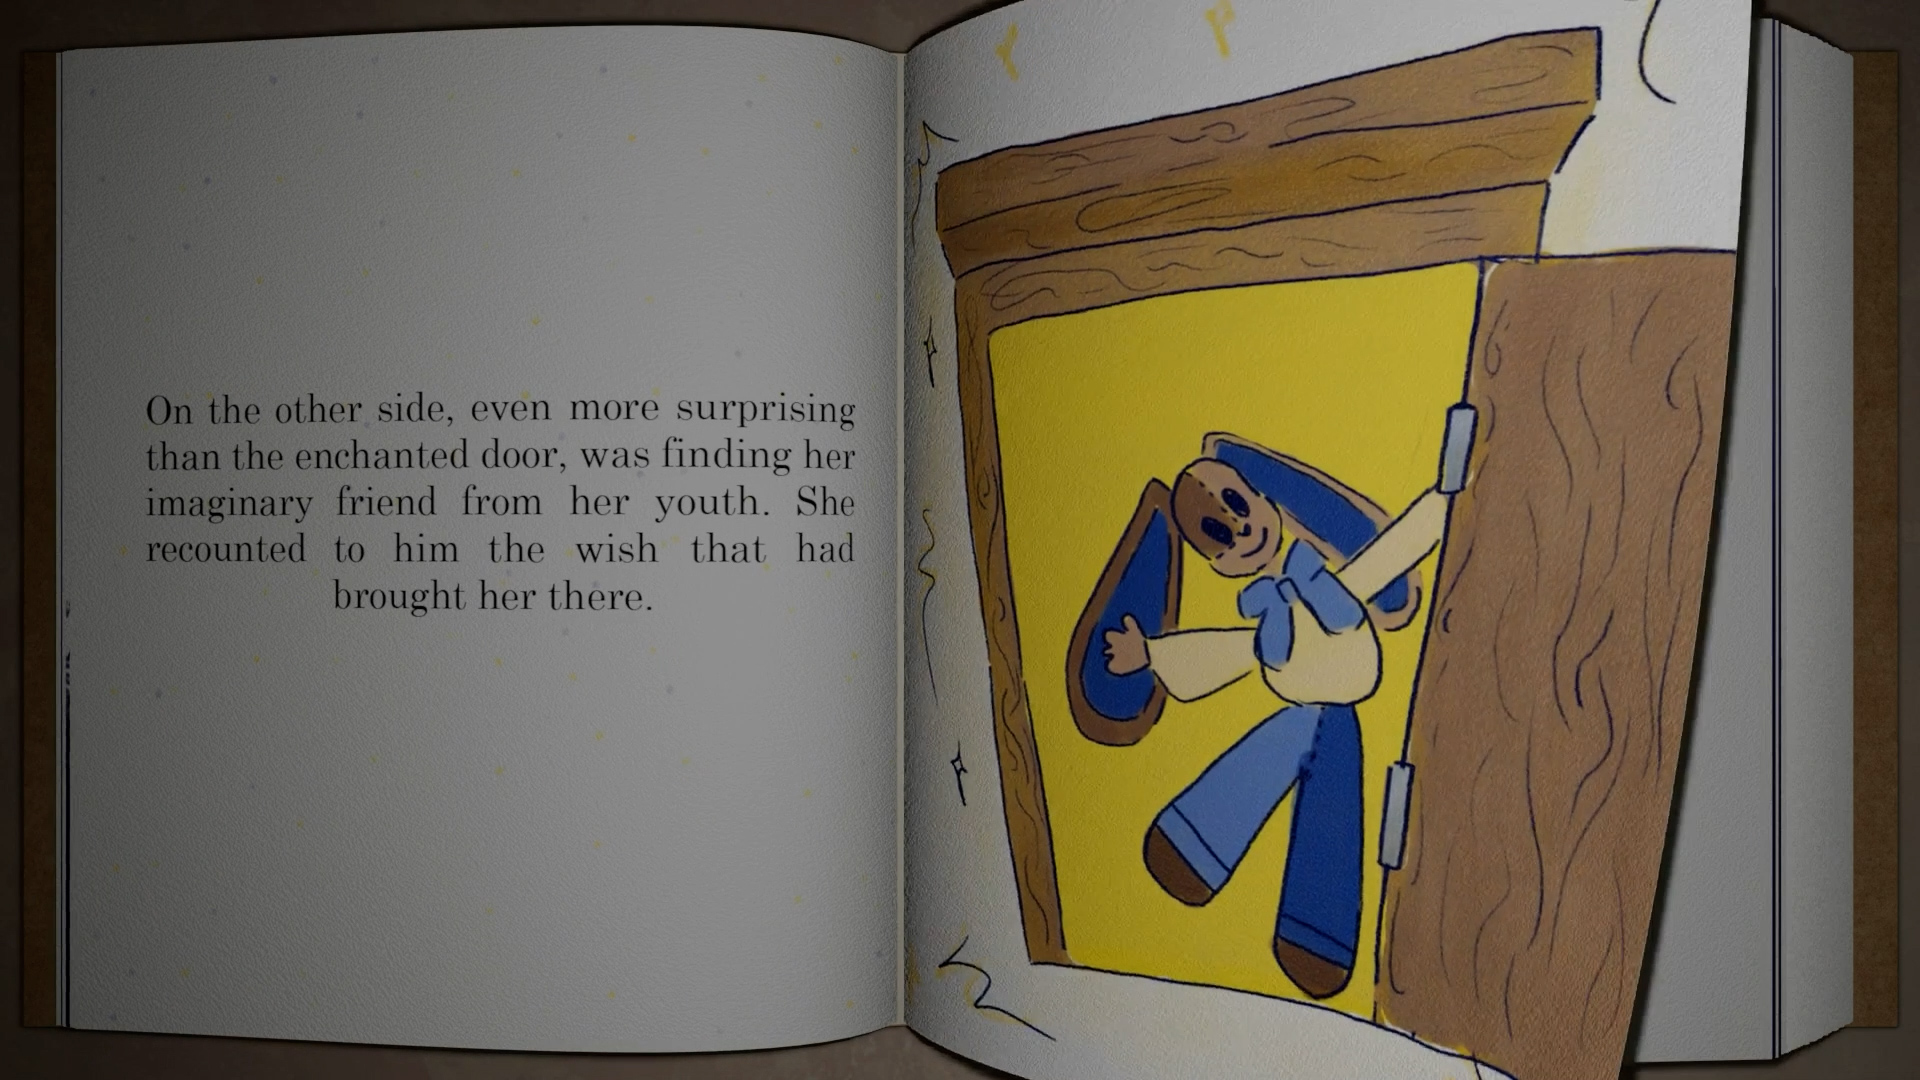 On the other side, even more surprising
than the enchanted door, was finding her
imaginary friend from her youth. She
recounted to him the wish that had
brought her there.